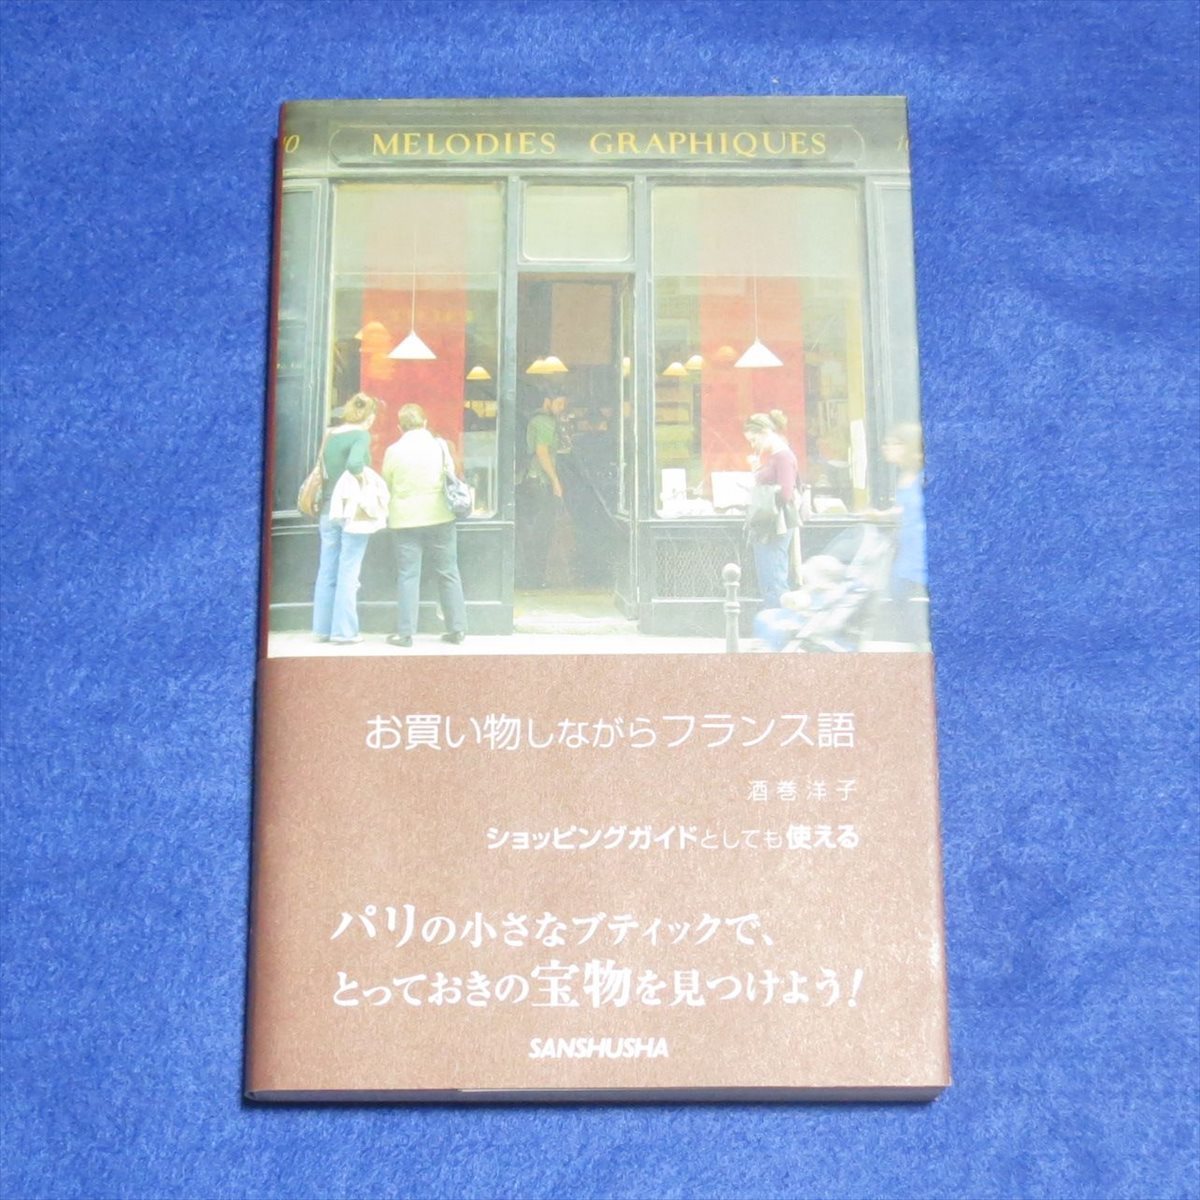 10 MELODIES GRAPHIQUES
お買い物しながらフランス語
酒巻洋子
ショッピングガイドとしても使える
パリの小さなブティックで、
とっておきの宝物を見つけよう!
SANSHUSHA